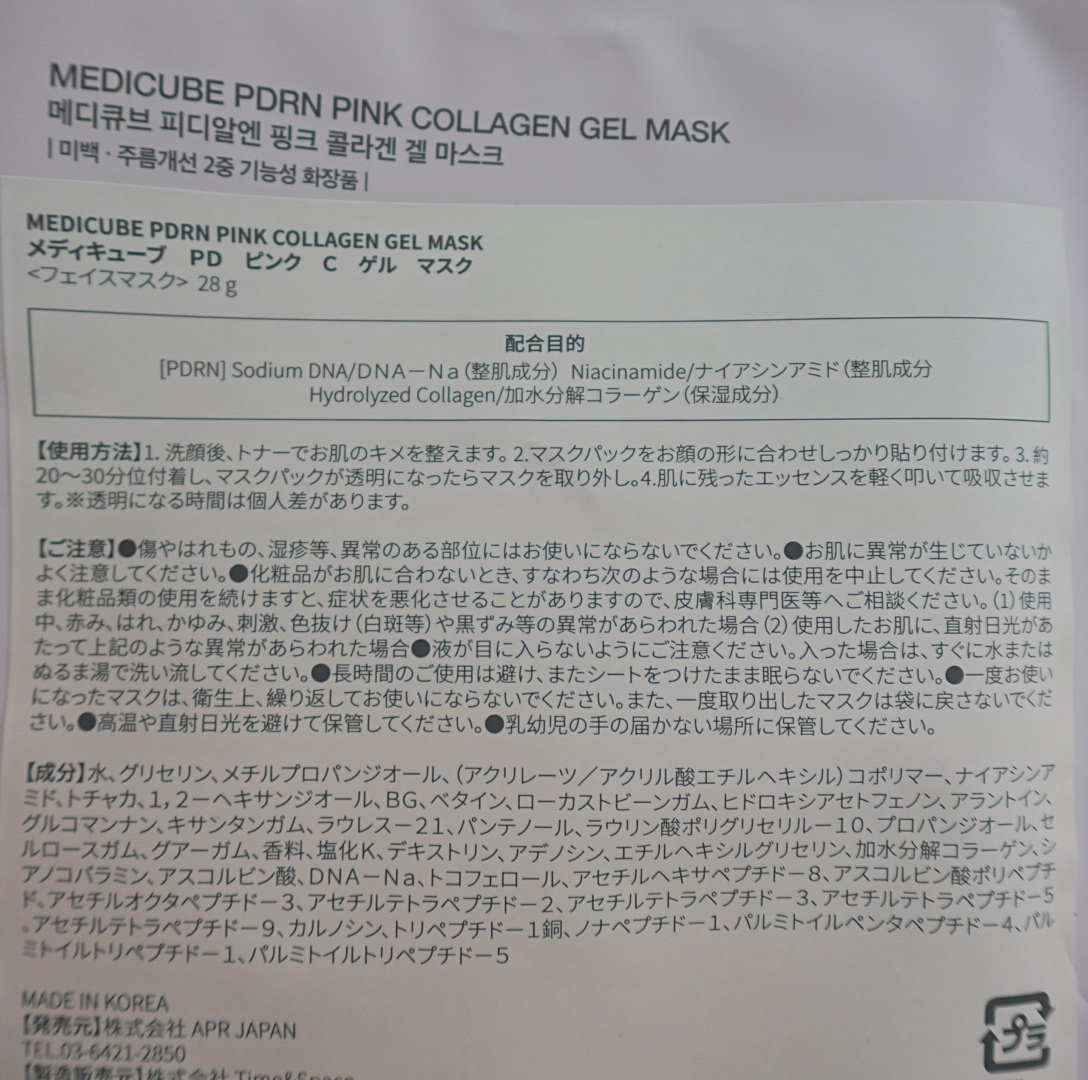 MEDICUBE PDRN PINK COLLAGEN GEL MASK
메디큐브 피디알엔 핑크 콜라겐 겔 마스크
| 미백 · 주름개선 2중 기능성 화장품 |
MEDICUBE PDRN PINK COLLAGEN GEL MASK
メディキューブ PD ピンク C ゲル マスク
<フェイスマスク> 28 g
配合目的
[PDRN] Sodium DNA/DNA－Na（整肌成分） Niacinamide/ナイアシンアミド（整肌成分
Hydrolyzed Collagen/加水分解コラーゲン（保湿成分）
【使用方法】1. 洗顔後、トナーでお肌のキメを整えます。2.マスクパックをお顔の形に合わせしっかり貼り付けます。3.約
20〜30分位付着し、マスクパックが透明になったらマスクを取り外し。4.肌に残ったエッセンスを軽く叩いて吸収させま
す。※透明になる時間は個人差があります。
【ご注意】●傷やはれもの、湿疹等、異常のある部位にはお使いにならないでください。●お肌に異常が生じていないか
よく注意してください。●化粧品がお肌に合わないとき、すなわち次のような場合には使用を中止してください。そのま
ま化粧品類の使用を続けますと、症状を悪化させることがありますので、皮膚科専門医等へご相談ください。（1）使用
中、赤み、はれ、かゆみ、刺激、色抜け（白斑等）や黒ずみ等の異常があらわれた場合（2）使用したお肌に、直射日光があ
たって上記のような異常があらわれた場合●液が目に入らないようにご注意ください。入った場合は、すぐに水または
ぬるま湯で洗い流してください。●長時間のご使用は避け、またシートをつけたまま眠らないでください。●一度お使い
になったマスクは、衛生上、繰り返してお使いにならないでください。また、一度取り出したマスクは袋に戻さないでくだ
さい。●高温や直射日光を避けて保管してください。●乳幼児の手の届かない場所に保管してください。
【成分】水、グリセリン、メチルプロパンジオール、（アクリレーツ／アクリル酸エチルヘキシル）コポリマー、ナイアシンア
ミド、トチャカ、1，2－ヘキサンジオール、BG、ベタイン、ローカストビーンガム、ヒドロキシアセトフェノン、アラントイン、
グルコマンナン、キサンタンガム、ラウレス－21、パンテノール、ラウリン酸ポリグリセリル－10、プロパンジオール、セ
ルロースガム、グアーガム、香料、塩化K、デキストリン、アデノシン、エチルヘキシルグリセリン、加水分解コラーゲン、シ
アノコバラミン、アスコルビン酸、DNA－Na、トコフェロール、アセチルヘキサペプチド－8、アスコルビン酸ポリペプチ
ド、アセチルオクタペプチド－3、アセチルテトラペプチド－2、アセチルテトラペプチド－3、アセチルテトラペプチド－5
、アセチルテトラペプチド－9、カルノシン、トリペプチド－1銅、ノナペプチド－1、パルミトイルペンタペプチド－4、パル
ミトイルトリペプチド－1、パルミトイルトリペプチド－5
MADE IN KOREA
【発売元】株式会社 APR JAPAN
TEL.03-6421-2850
【製造販売元】株式会社 Time&Space
プラ